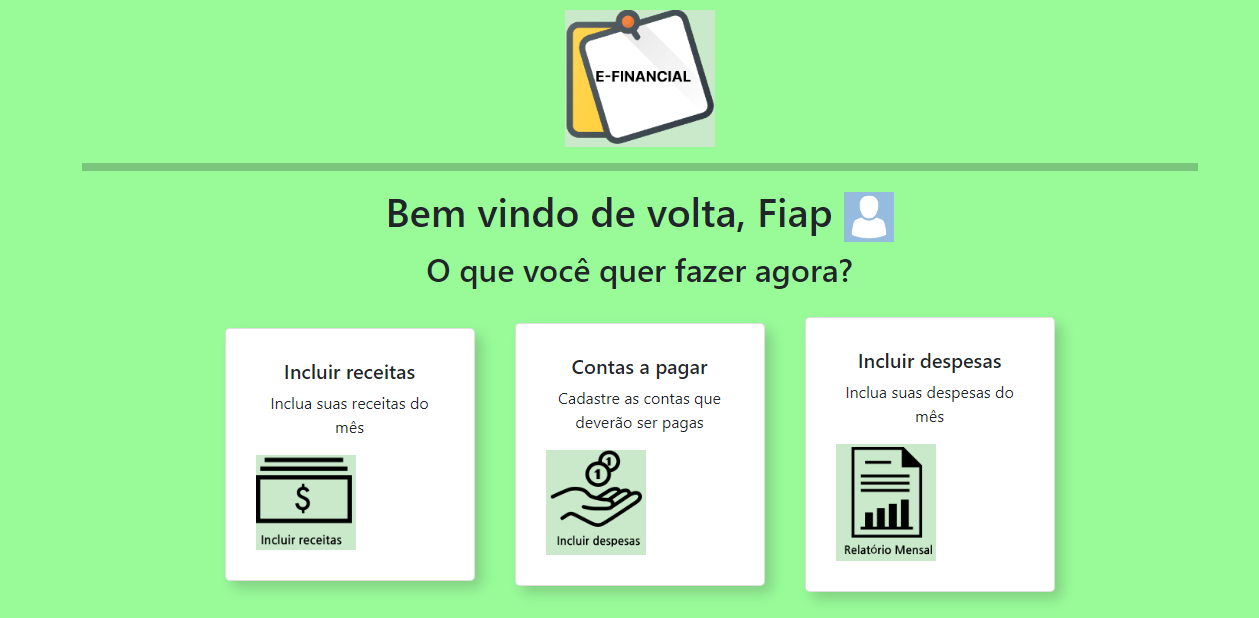 E-FINANCIAL
Bem vindo de volta, Fiap
O que você quer fazer agora?
Incluir receitas
Inclua suas receitas do
mês
$
Incluir receitas
Contas a pagar
Cadastre as contas que
deverão ser pagas
1
1
Incluir despesas
Incluir despesas
Inclua suas despesas do
mês
Relatório Mensal